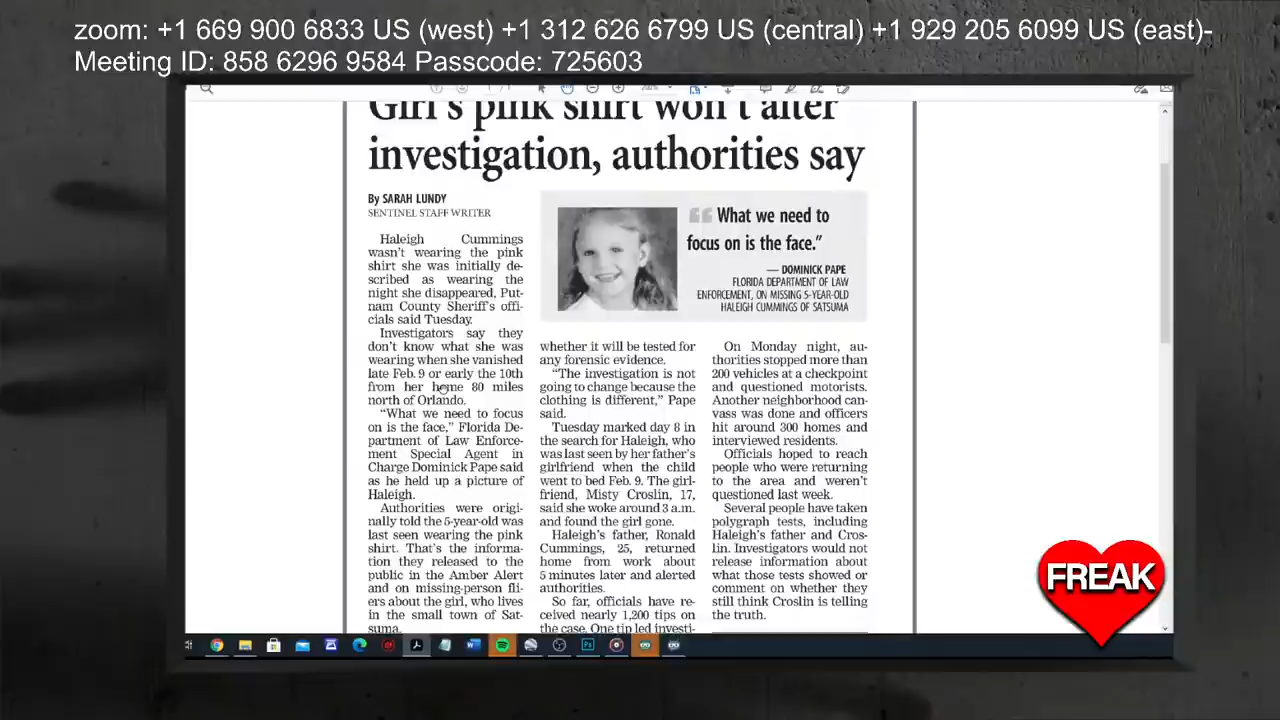 zoom: +1 669 900 6833 US (west) +1 312 626 6799 US (central) +1 929 205 6099 US (east)-
Meeting ID: 858 6296 9584 Passcode: 725603
Girl's pink shirt won't alter
investigation, authorities say
By SARAH LUNDY
SENTINEL STAFF WRITER
Haleigh Cummings
wasn't wearing the pink
shirt she was initially de-
scribed as wearing the
night she disappeared, Put-
nam County Sheriff's offi-
cials said Tuesday.
Investigators say they
don't know what she was
wearing when she vanished
late Feb. 9 or early the 10th
from her home 80 miles
north of Orlando.
"What we need to focus
on is the face," Florida De-
partment of Law Enforce-
ment Special Agent in
Charge Dominick Pape said
as he held up a picture of
Haleigh.
Authorities were origi-
nally told the 5-year-old was
last seen wearing the pink
shirt. That's the informa-
tion they released to the
public in the Amber Alert
and on missing-person fli-
ers about the girl, who lives
in the small town of Sat-
suma.
“What we need to
focus on is the face.”
— DOMINICK PAPE
FLORIDA DEPARTMENT OF LAW
ENFORCEMENT, ON MISSING 5-YEAR-OLD
HALEIGH CUMMINGS OF SATSUMA
whether it will be tested for
any forensic evidence.
"The investigation is not
going to change because the
clothing is different," Pape
said.
Tuesday marked day 8 in
the search for Haleigh, who
was last seen by her father's
girlfriend when the child
went to bed Feb. 9. The girl-
friend, Misty Croslin, 17,
said she woke around 3 a.m.
and found the girl gone.
Haleigh's father, Ronald
Cummings, 25, returned
home from work about
5 minutes later and alerted
authorities.
So far, officials have re-
ceived nearly 1,200 tips on
the case. One tip led investi-
On Monday night, au-
thorities stopped more than
200 vehicles at a checkpoint
and questioned motorists.
Another neighborhood can-
vass was done and officers
hit around 300 homes and
interviewed residents.
Officials hoped to reach
people who were returning
to the area and weren't
questioned last week.
Several people have taken
polygraph tests, including
Haleigh's father and Cros-
lin. Investigators would not
release information about
what those tests showed or
comment on whether they
still think Croslin is telling
the truth.
FREAK